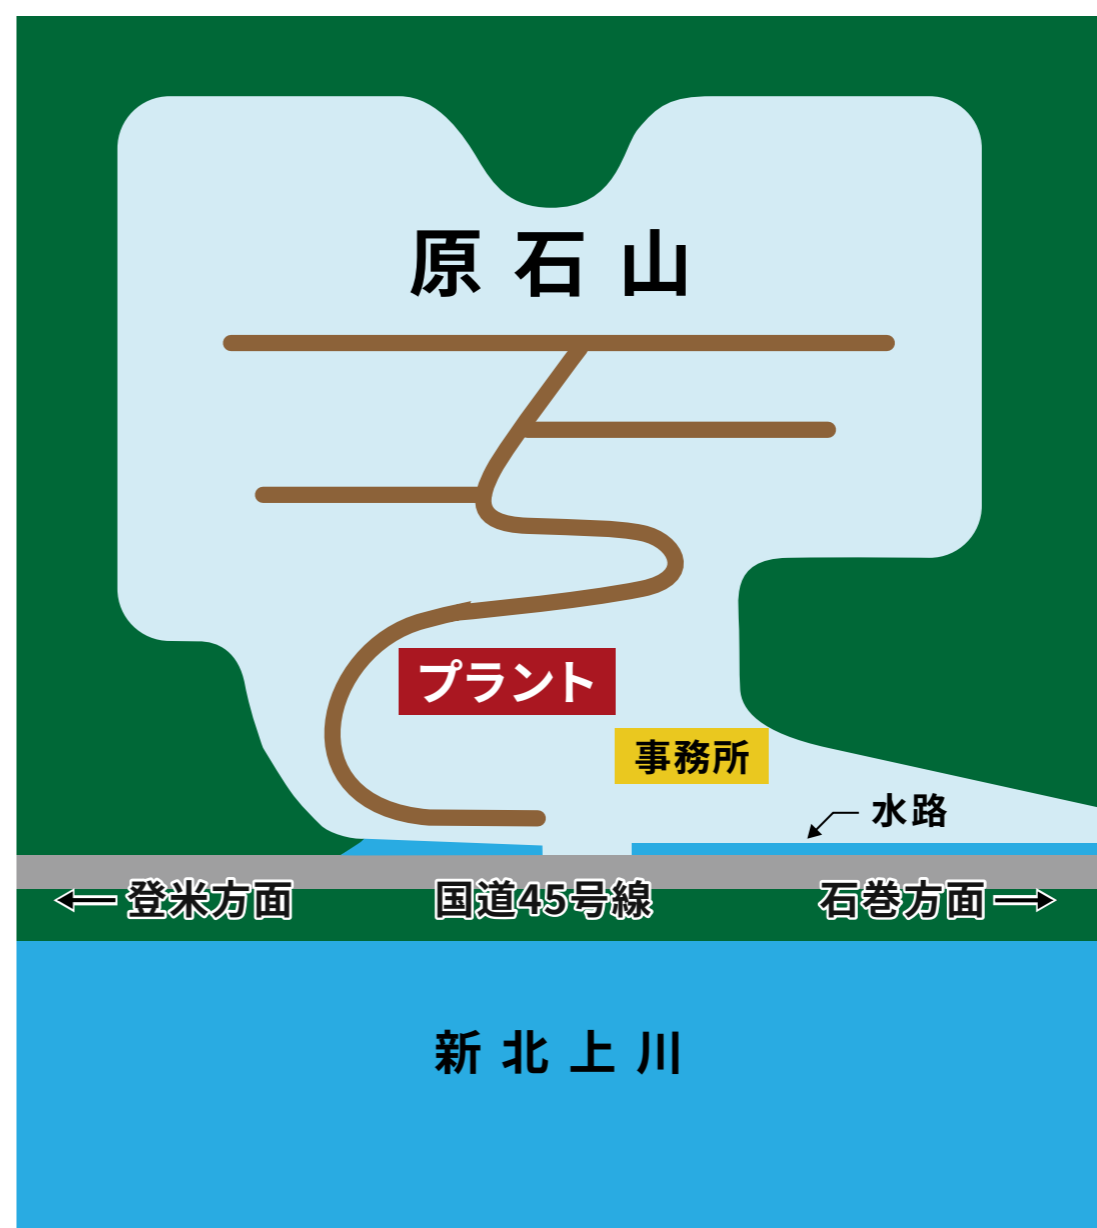 原石山
プラント
事務所
水路
登米方面
国道45号線
石巻方面
新北上川